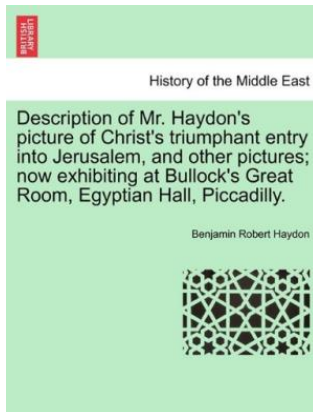 BRITISH
LIBRARY
History of the Middle East
Description of Mr. Haydon's
picture of Christ's triumphant entry
into Jerusalem, and other pictures;
now exhibiting at Bullock's Great
Room, Egyptian Hall, Piccadilly.
Benjamin Robert Haydon